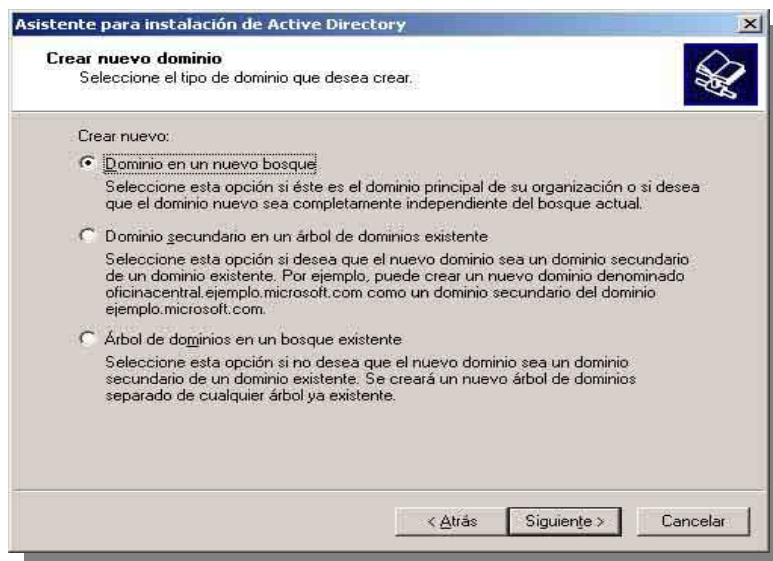 Asistente para instalación de Active Directory
Crear nuevo dominio
Seleccione el tipo de dominio que desea crear.
Crear nuevo:
Dominio en un nuevo bosque
Seleccione esta opción si éste es el dominio principal de su organización o si desea
que el dominio nuevo sea completamente independiente del bosque actual.
Dominio secundario en un árbol de dominios existente
Seleccione esta opción si desea que el nuevo dominio sea un dominio secundario
de un dominio existente. Por ejemplo, puede crear un nuevo dominio denominado
oficinacentral.ejemplo.microsoft.com como un dominio secundario del dominio
ejemplo.microsoft.com.
Árbol de dominios en un bosque existente
Seleccione esta opción si no desea que el nuevo dominio sea un dominio
secundario de un dominio existente. Se creará un nuevo árbol de dominios
separado de cualquier árbol ya existente.
< Atrás Siguiente > Cancelar